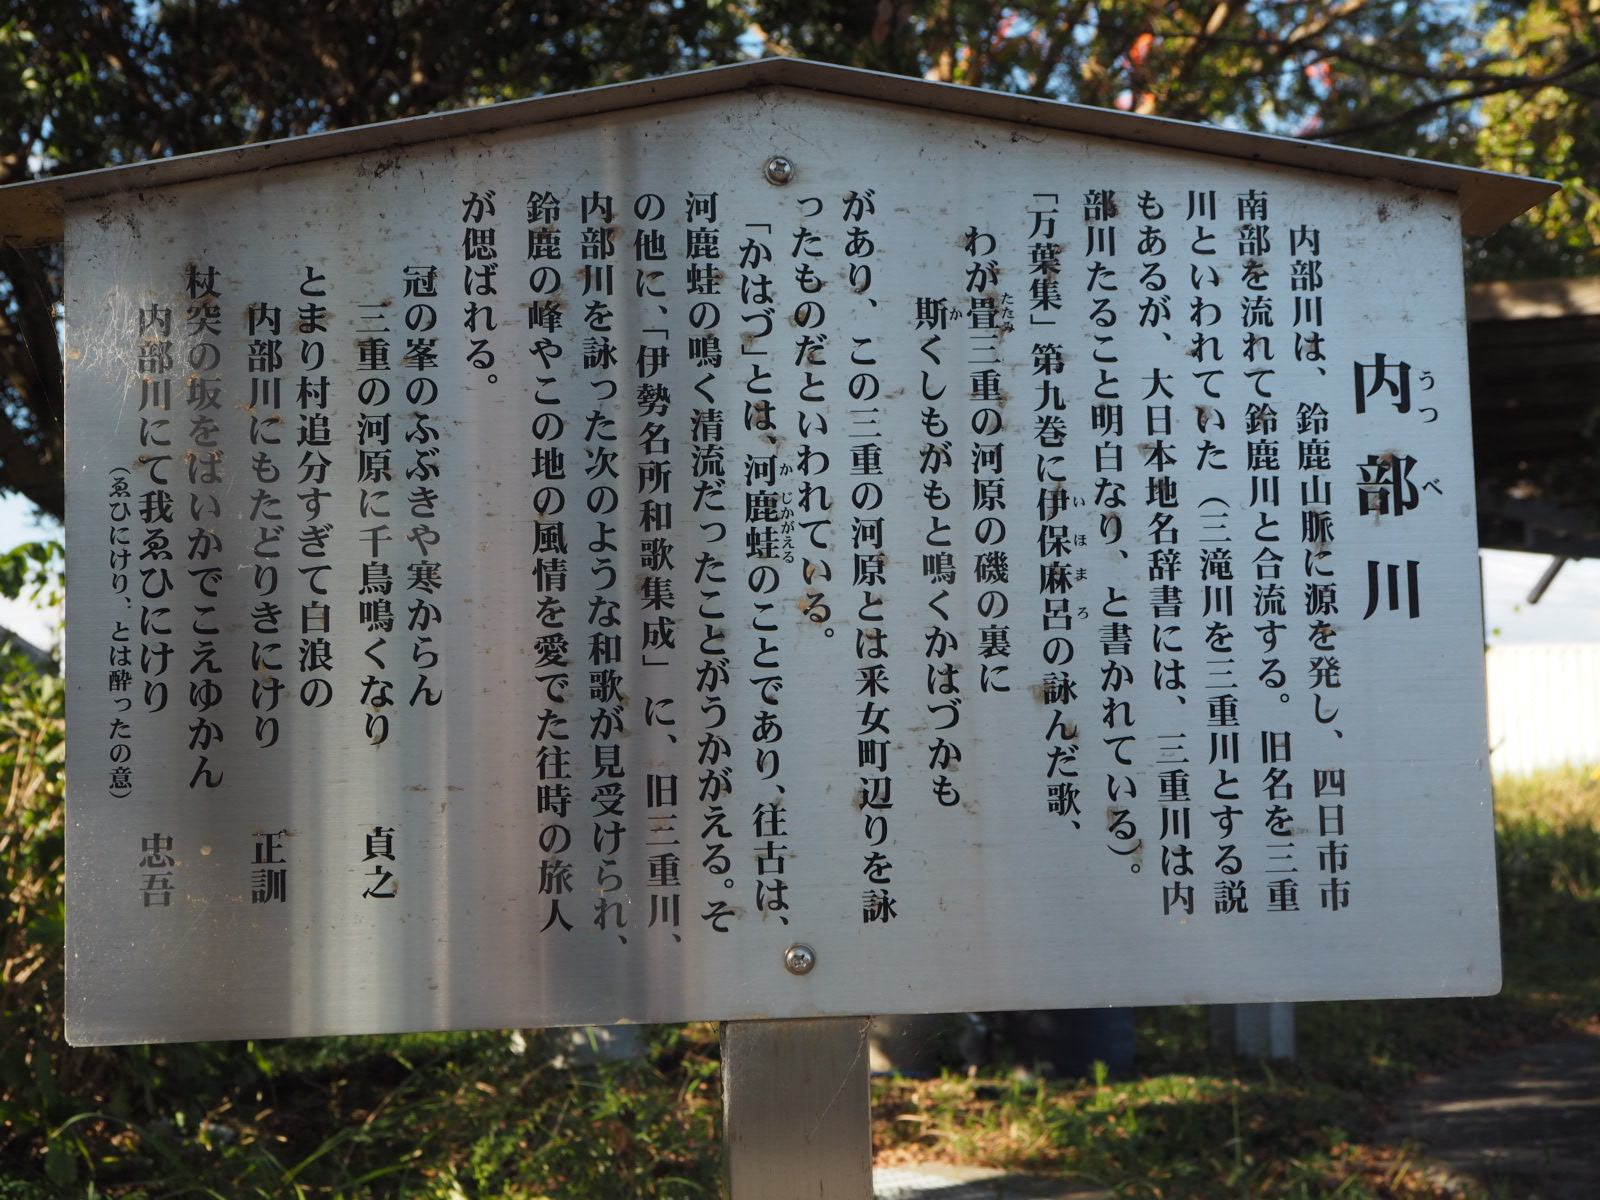 内部川
うつべ
内部川は、鈴鹿山脈に源を発し、四日市市
南部を流れて鈴鹿川と合流する。旧名を三重
川といわれていた（三滝川を三重川とする説
もあるが、大日本地名辞書には、三重川は内
部川たること明白なり、と書かれている）。
「万葉集」第九巻に伊保麻呂の詠んだ歌、
いほまろ
わが畳三重の河原の磯の裏に
たたみ
斯くしもがもと鳴くかはづかも
か
があり、この三重の河原とは釆女町辺りを詠
ったものだといわれている。
「かはづ」とは、河鹿蛙のことであり、往古は、
かじかがえる
河鹿蛙の鳴く清流だったことがうかがえる。そ
の他に、「伊勢名所和歌集成」に、旧三重川、
内部川を詠った次のような和歌が見受けられ、
鈴鹿の峰やこの地の風情を愛でた往時の旅人
が偲ばれる。
冠の峯のふぶきや寒からん
三重の河原に千鳥鳴くなり 貞之
とまり村追分すぎて白浪の
内部川にもたどりきにけり 正訓
杖突の坂をばいかでこえゆかん
内部川にて我ゑひにけり 忠吾
（ゑひにけり、とは酔ったの意）